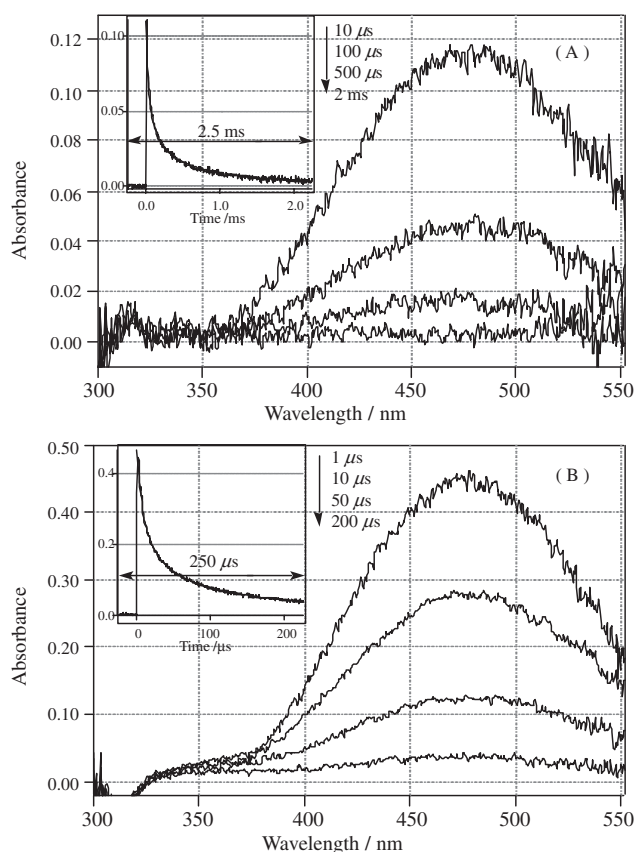 0.12
0.10
0.08
0.06
0.04
0.02
0.00
Absorbance
0.10
0.05
0.00
2.5 ms
0.0 1.0 2.0
Time /ms
10 μs
100 μs
500 μs
2 ms
( A )
300 350 400 450 500 550
Wavelength / nm
0.50
0.40
0.30
0.20
0.10
0.00
Absorbance
0.4
0.2
0.0
250 μs
0 100 200
Time /μs
1 μs
10 μs
50 μs
200 μs
( B )
300 350 400 450 500 550
Wavelength / nm